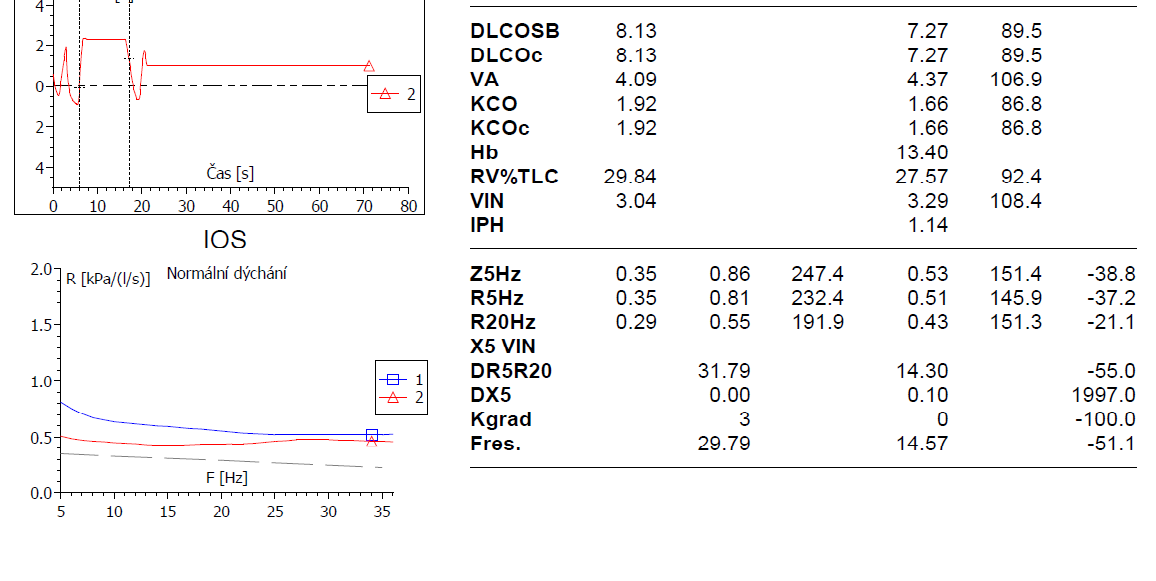 4
2
0
2
4
Čas [s]
0 10 20 30 40 50 60 70 80
2
IOS
2.0
R [kPa/(l/s)] Normální dýchání
1.5
1.0
0.5
0.0
1
2
F [Hz]
5 10 15 20 25 30 35
DLCOSB 8.13 7.27 89.5
DLCOc 8.13 7.27 89.5
VA 4.09 4.37 106.9
KCO 1.92 1.66 86.8
KCOc 1.92 1.66 86.8
Hb 13.40
RV%TLC 29.84 27.57 92.4
VIN 3.04 3.29 108.4
IPH 1.14
Z5Hz 0.35 0.86 247.4 0.53 151.4 -38.8
R5Hz 0.35 0.81 232.4 0.51 145.9 -37.2
R20Hz 0.29 0.55 191.9 0.43 151.3 -21.1
X5 VIN
DR5R20 31.79 14.30 -55.0
DX5 0.00 0.10 1997.0
Kgrad 3 0 -100.0
Fres. 29.79 14.57 -51.1